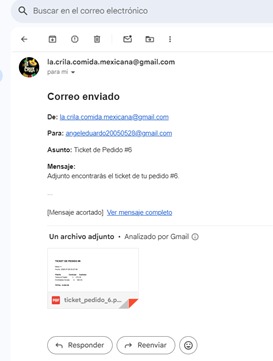 Buscar en el correo electrónico
la.crila.comida.mexicana@gmail.com
para mi
Correo enviado
De: la.crila.comida.mexicana@gmail.com
Para: angeleduardo20050528@gmail.com
Asunto: Ticket de Pedido #6
Mensaje:
Adjunto encontrarás el ticket de tu pedido #6.
...
[Mensaje acortado] Ver mensaje completo
Un archivo adjunto • Analizado por Gmail
TICKET DE PEDIDO
PDF ticket_pedido_6.p...
Responder
Reenviar